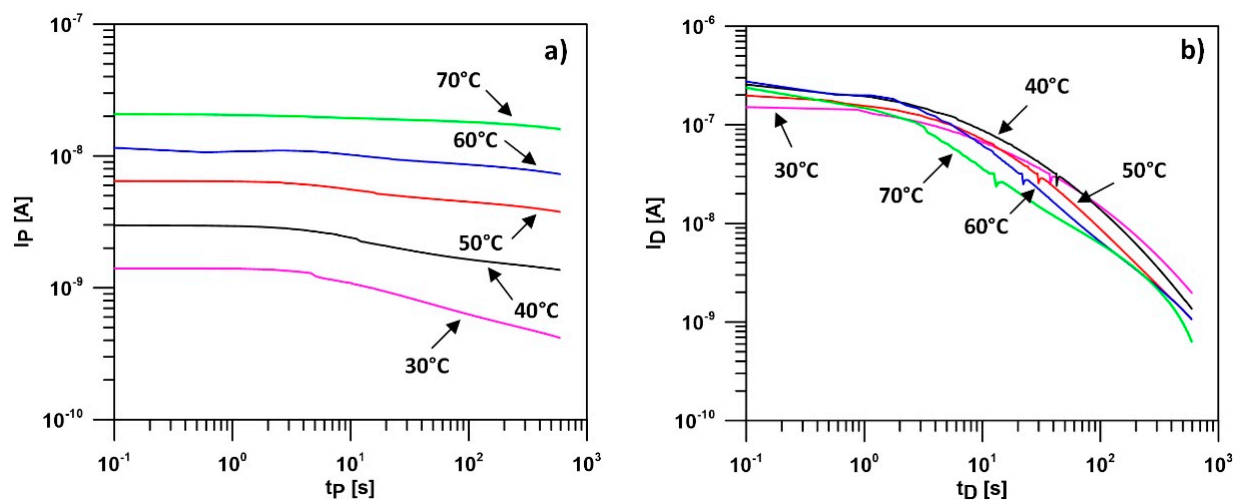 a)
10⁻⁷
10⁻⁸
10⁻⁹
10⁻¹⁰
I_P [A]
70°C
60°C
50°C
40°C
30°C
10⁻¹ 10⁰ 10¹ 10² 10³
t_P [s]
b)
10⁻⁶
10⁻⁷
10⁻⁸
10⁻⁹
10⁻¹⁰
I_D [A]
40°C
30°C
50°C
70°C
60°C
10⁻¹ 10⁰ 10¹ 10² 10³
t_D [s]